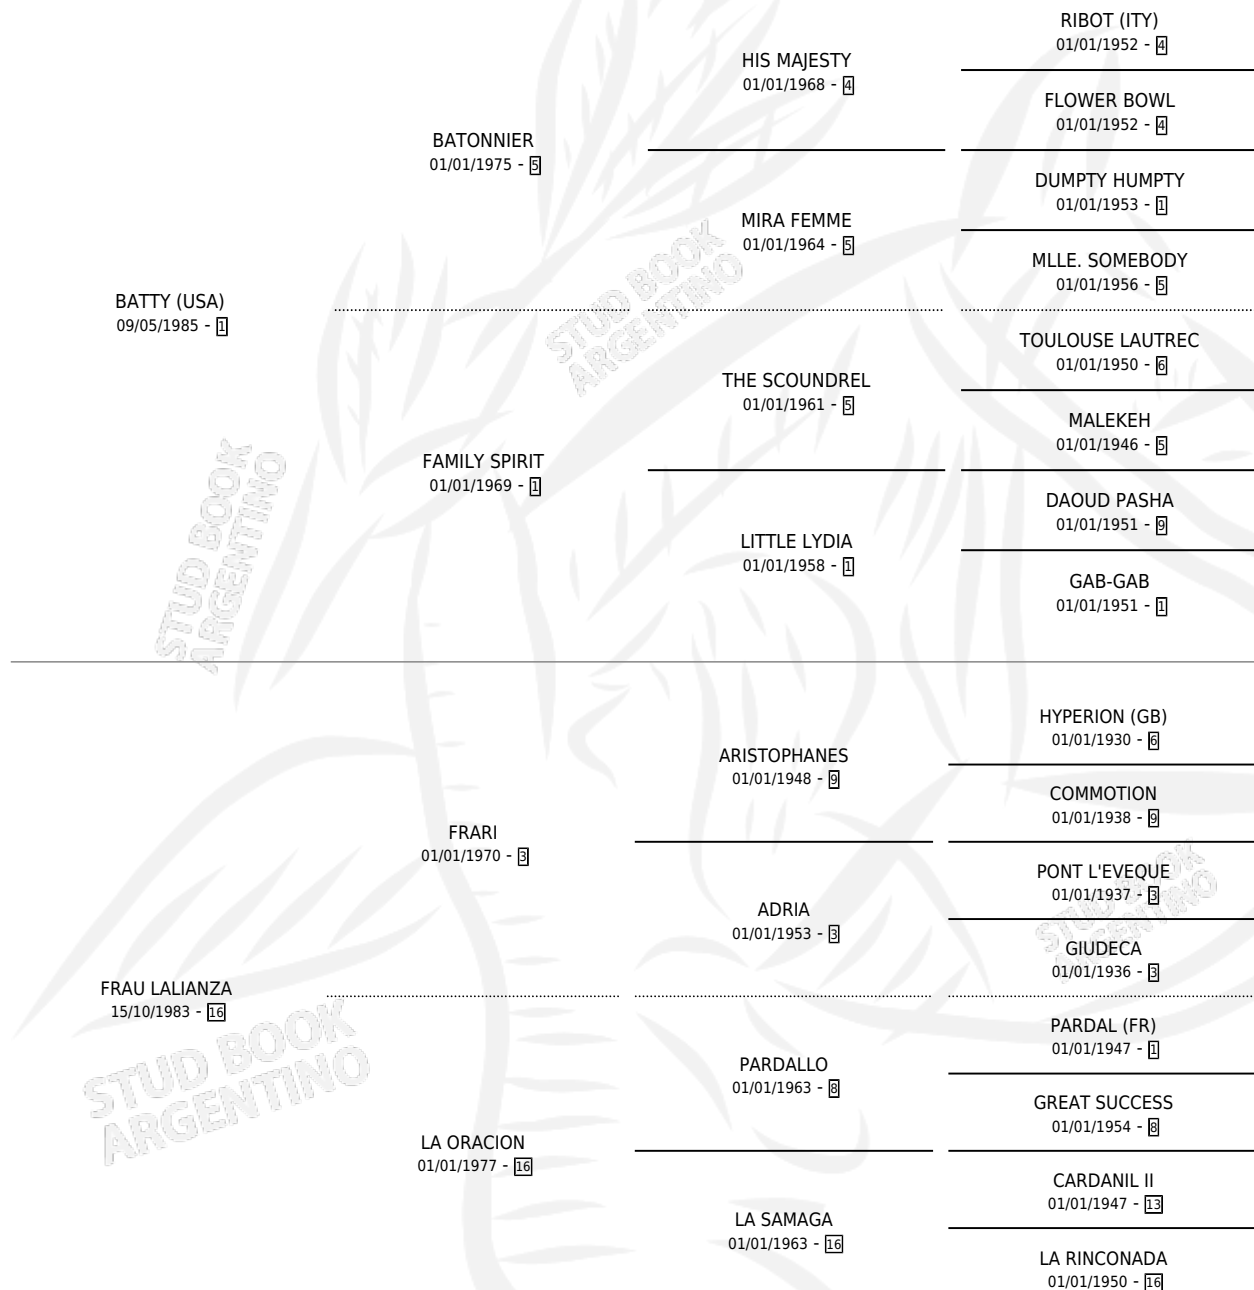 RIBOT (ITY)
01/01/1952 - 4
HIS MAJESTY
01/01/1968 - 4
FLOWER BOWL
01/01/1952 - 4
BATONNIER
01/01/1975 - 5
DUMPTY HUMPTY
01/01/1953 - 1
MIRA FEMME
01/01/1964 - 5
MLLE. SOMEBODY
01/01/1956 - 5
BATTY (USA)
09/05/1985 - 1
TOULOUSE LAUTREC
01/01/1950 - 6
THE SCOUNDREL
01/01/1961 - 5
MALEKEH
01/01/1946 - 5
FAMILY SPIRIT
01/01/1969 - 1
DAOUD PASHA
01/01/1951 - 9
LITTLE LYDIA
01/01/1958 - 1
GAB-GAB
01/01/1951 - 1
HYPERION (GB)
01/01/1930 - 6
ARISTOPHANES
01/01/1948 - 9
COMMOTION
01/01/1938 - 9
FRARI
01/01/1970 - 3
PONT L'EVEQUE
01/01/1937 - 3
ADRIA
01/01/1953 - 3
GIUDECA
01/01/1936 - 3
FRAU LALIANZA
15/10/1983 - 16
PARDAL (FR)
01/01/1947 - 1
PARDALLO
01/01/1963 - 8
GREAT SUCCESS
01/01/1954 - 8
LA ORACION
01/01/1977 - 16
CARDANIL II
01/01/1947 - 13
LA SAMAGA
01/01/1963 - 16
LA RINCONADA
01/01/1950 - 16
STUD BOOK
ARGENTINO
STUD BOOK
ARGENTINO
STUD BOOK
ARGENTINO
STUD BOOK
ARGENTINO